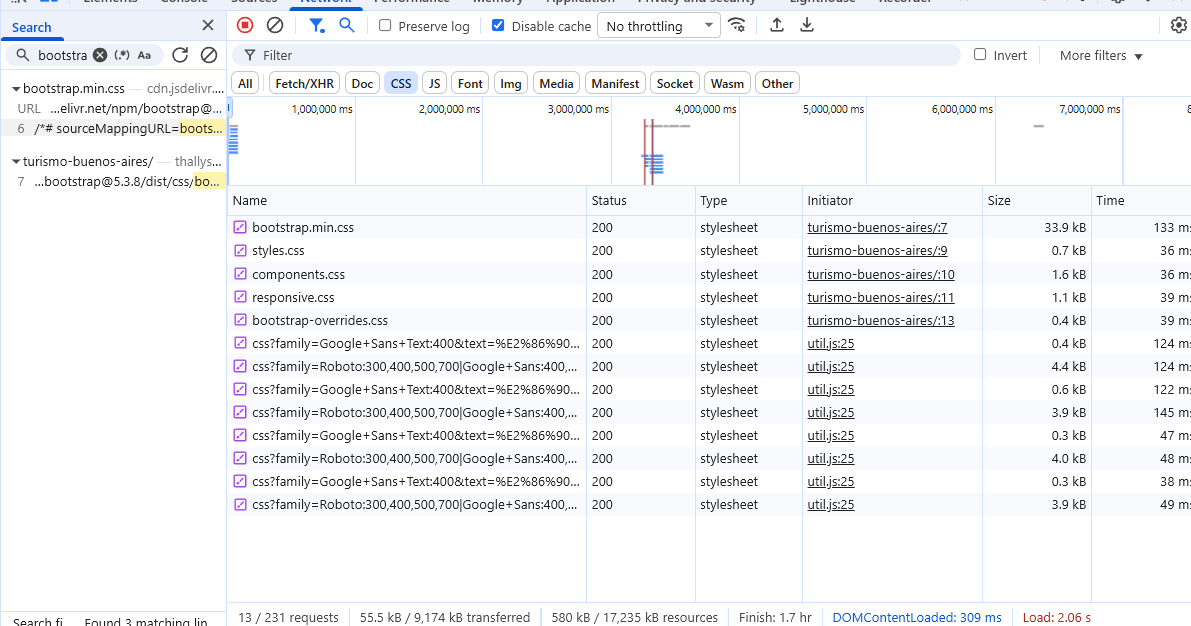 Elements Console Sources Network Performance Memory Application Privacy and security Lighthouse Recorder
Search
Preserve log Disable cache No throttling
bootstra (.*) Aa
Filter Invert More filters
All Fetch/XHR Doc CSS JS Font Img Media Manifest Socket Wasm Other
bootstrap.min.css — cdn.jsdelivr....
URL ...elivr.net/npm/bootstrap@...
6 /*# sourceMappingURL=boots...
turismo-buenos-aires/ — thallys...
7 ...bootstrap@5.3.8/dist/css/bo...
1,000,000 ms 2,000,000 ms 3,000,000 ms 4,000,000 ms 5,000,000 ms 6,000,000 ms 7,000,000 ms
Name Status Type Initiator Size Time
bootstrap.min.css 200 stylesheet turismo-buenos-aires/:7 33.9 kB 133 ms
styles.css 200 stylesheet turismo-buenos-aires/:9 0.7 kB 36 ms
components.css 200 stylesheet turismo-buenos-aires/:10 1.6 kB 36 ms
responsive.css 200 stylesheet turismo-buenos-aires/:11 1.1 kB 39 ms
bootstrap-overrides.css 200 stylesheet turismo-buenos-aires/:13 0.4 kB 39 ms
css?family=Google+Sans+Text:400&text=%E2%86%90... 200 stylesheet util.js:25 0.4 kB 124 ms
css?family=Roboto:300,400,500,700|Google+Sans:400,... 200 stylesheet util.js:25 4.4 kB 124 ms
css?family=Google+Sans+Text:400&text=%E2%86%90... 200 stylesheet util.js:25 0.6 kB 122 ms
css?family=Roboto:300,400,500,700|Google+Sans:400,... 200 stylesheet util.js:25 3.9 kB 145 ms
css?family=Google+Sans+Text:400&text=%E2%86%90... 200 stylesheet util.js:25 0.3 kB 47 ms
css?family=Roboto:300,400,500,700|Google+Sans:400,... 200 stylesheet util.js:25 4.0 kB 48 ms
css?family=Google+Sans+Text:400&text=%E2%86%90... 200 stylesheet util.js:25 0.3 kB 38 ms
css?family=Roboto:300,400,500,700|Google+Sans:400,... 200 stylesheet util.js:25 3.9 kB 49 ms
Search fi... Found 3 matching lin...
13 / 231 requests 55.5 kB / 9,174 kB transferred 580 kB / 17,235 kB resources Finish: 1.7 hr DOMContentLoaded: 309 ms Load: 2.06 s